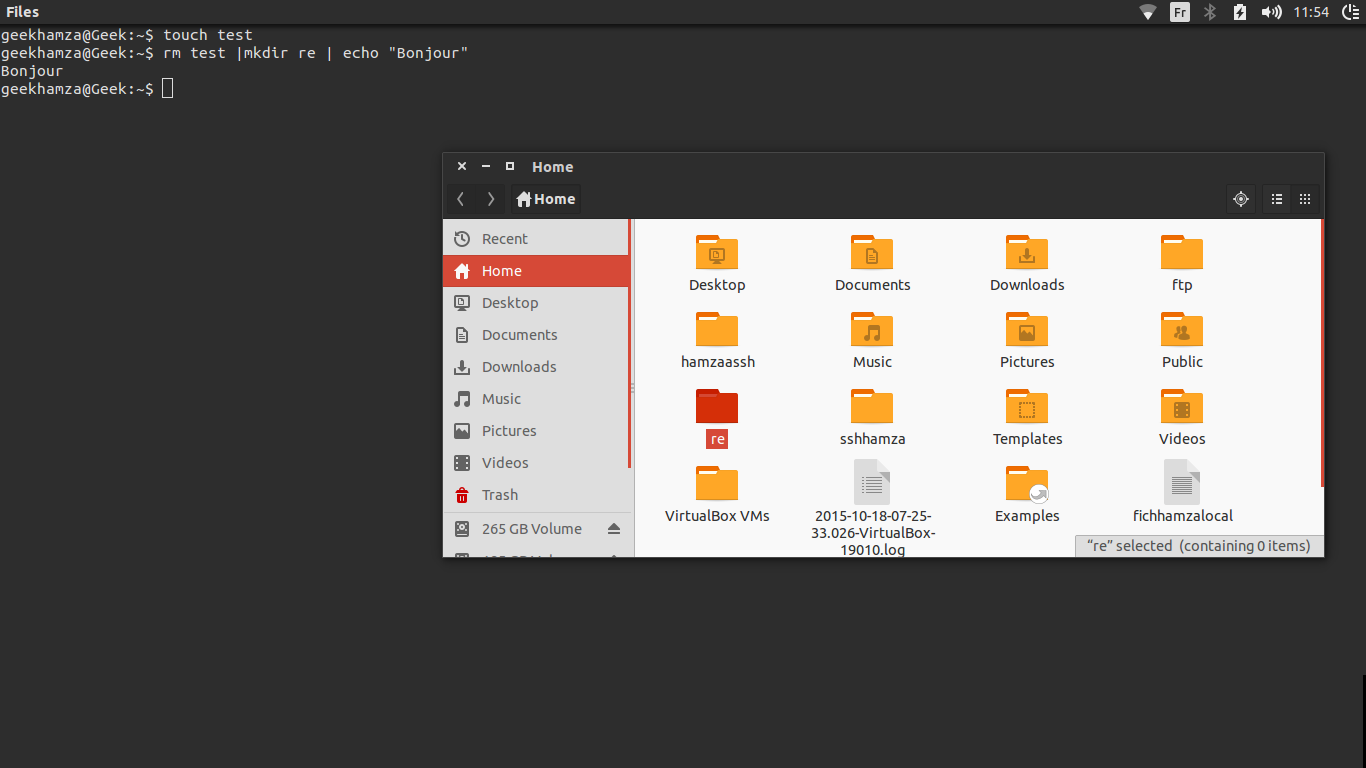 Files
Fr
11:54
geekhamza@Geek:~$ touch test
geekhamza@Geek:~$ rm test |mkdir re | echo "Bonjour"
Bonjour
geekhamza@Geek:~$
Home
Home
Recent
Home
Desktop
Documents
Downloads
Music
Pictures
Videos
Trash
265 GB Volume
Desktop
Documents
Downloads
ftp
hamzaassh
Music
Pictures
Public
re
sshhamza
Templates
Videos
VirtualBox VMs
2015-10-18-07-25-
33.026-VirtualBox-
19010.log
Examples
fichhamzalocal
“re” selected (containing 0 items)